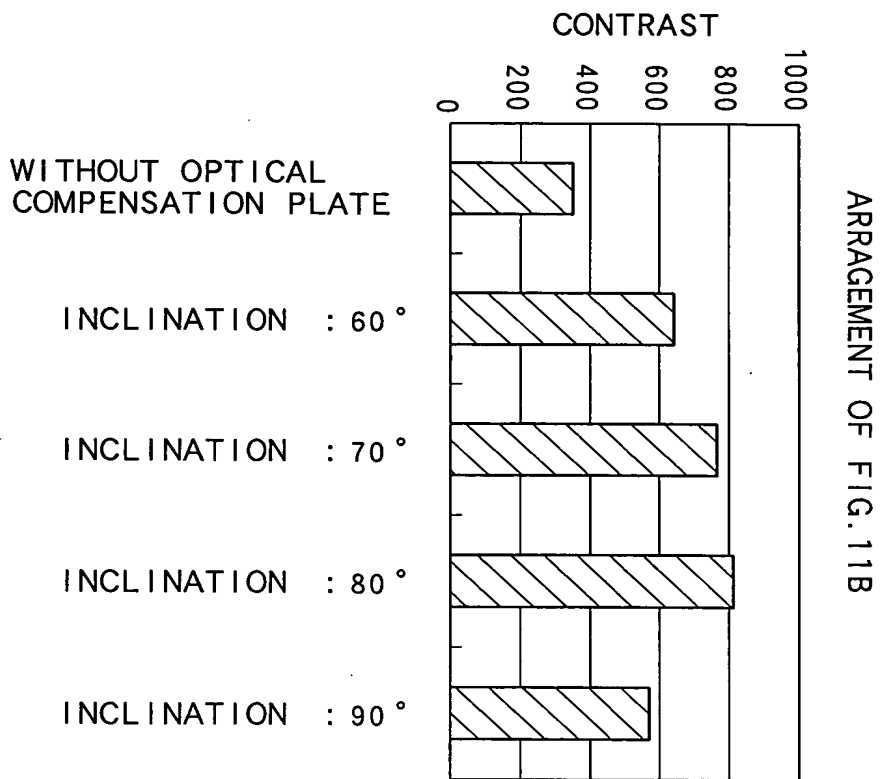 CONTRAST
0
200
400
600
800
1000
WITHOUT OPTICAL
COMPENSATION PLATE
INCLINATION : 60°
INCLINATION : 70°
INCLINATION : 80°
INCLINATION : 90°
ARRAGEMENT OF FIG. 11B